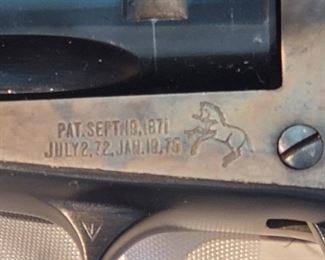 PAT. SEPT. 19, 1871
JULY 2, 72, JAN. 19, 75